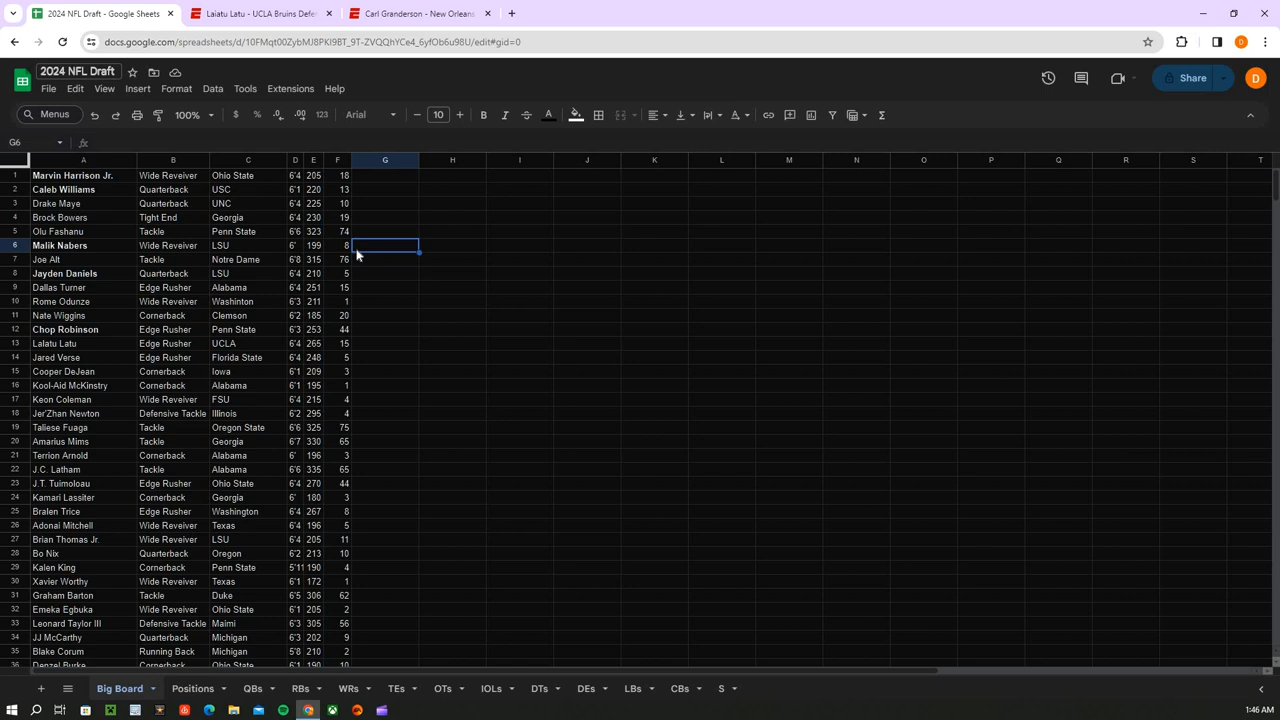 2024 NFL Draft - Google Sheets × Laiatu Latu - UCLA Bruins Defe × Carl Granderson - New Orleans × +
docs.google.com/spreadsheets/d/10FMqt00ZybMJ8PKI9BT_9T-ZVQQhYCe4_6yfOb6u98U/edit#gid=0 D
2024 NFL Draft Share D
File Edit View Insert Format Data Tools Extensions Help
Menus 100% $ % .0 .00 123 Arial 10 B I A Σ
G6 fx
A B C D E F G H I J K L M N O P Q R S T
1 Marvin Harrison Jr. Wide Reveiver Ohio State 6'4 205 18
2 Caleb Williams Quarterback USC 6'1 220 13
3 Drake Maye Quarterback UNC 6'4 225 10
4 Brock Bowers Tight End Georgia 6'4 230 19
5 Olu Fashanu Tackle Penn State 6'6 323 74
6 Malik Nabers Wide Reveiver LSU 6' 199 8
7 Joe Alt Tackle Notre Dame 6'8 315 76
8 Jayden Daniels Quarterback LSU 6'4 210 5
9 Dallas Turner Edge Rusher Alabama 6'4 251 15
10 Rome Odunze Wide Reveiver Washinton 6'3 211 1
11 Nate Wiggins Cornerback Clemson 6'2 185 20
12 Chop Robinson Edge Rusher Penn State 6'3 253 44
13 Lalatu Latu Edge Rusher UCLA 6'4 265 15
14 Jared Verse Edge Rusher Florida State 6'4 248 5
15 Cooper DeJean Cornerback Iowa 6'1 209 3
16 Kool-Aid McKinstry Cornerback Alabama 6'1 195 1
17 Keon Coleman Wide Reveiver FSU 6'4 215 4
18 Jer'Zhan Newton Defensive Tackle Illinois 6'2 295 4
19 Taliese Fuaga Tackle Oregon State 6'6 325 75
20 Amarius Mims Tackle Georgia 6'7 330 65
21 Terrion Arnold Cornerback Alabama 6' 196 3
22 J.C. Latham Tackle Alabama 6'6 335 65
23 J.T. Tuimoloau Edge Rusher Ohio State 6'4 270 44
24 Kamari Lassiter Cornerback Georgia 6' 180 3
25 Bralen Trice Edge Rusher Washington 6'4 267 8
26 Adonai Mitchell Wide Reveiver Texas 6'4 196 5
27 Brian Thomas Jr. Wide Reveiver LSU 6'4 205 11
28 Bo Nix Quarterback Oregon 6'2 213 10
29 Kalen King Cornerback Penn State 5'11 190 4
30 Xavier Worthy Wide Reveiver Texas 6'1 172 1
31 Graham Barton Tackle Duke 6'5 306 62
32 Emeka Egbuka Wide Reveiver Ohio State 6'1 205 2
33 Leonard Taylor III Defensive Tackle Maimi 6'3 305 56
34 JJ McCarthy Quarterback Michigan 6'3 202 9
35 Blake Corum Running Back Michigan 5'8 210 2
36 Denzel Burke Cornerback Ohio State 6'1 190 10
+ Big Board Positions QBs RBs WRs TEs OTs IOLs DTs DEs LBs CBs S
1:46 AM